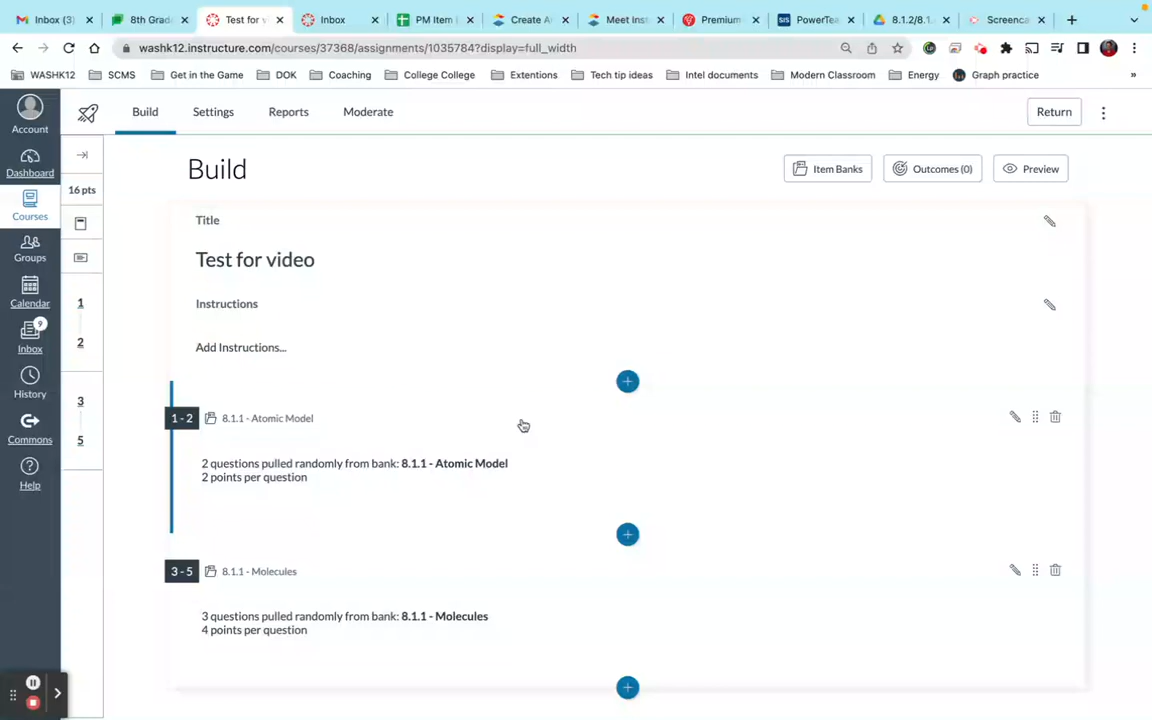 Inbox (3)
8th Grad
Test for v
Inbox
PM Item
Create A
Meet Inst
Premium
PowerTea
8.1.2/8.1
Screenca
washk12.instructure.com/courses/37368/assignments/1035784?display=full_width
WASHK12
SCMS
Get in the Game
DOK
Coaching
College College
Extentions
Tech tip ideas
Intel documents
Modern Classroom
Energy
Graph practice
»
Account
Dashboard
Courses
Groups
Calendar
9
Inbox
History
Commons
Help
16 pts
1
2
3
5
Build
Settings
Reports
Moderate
Return
Build
Item Banks
Outcomes (0)
Preview
Title
Test for video
Instructions
Add Instructions...
1 - 2
8.1.1 - Atomic Model
2 questions pulled randomly from bank: 8.1.1 - Atomic Model
2 points per question
3 - 5
8.1.1 - Molecules
3 questions pulled randomly from bank: 8.1.1 - Molecules
4 points per question